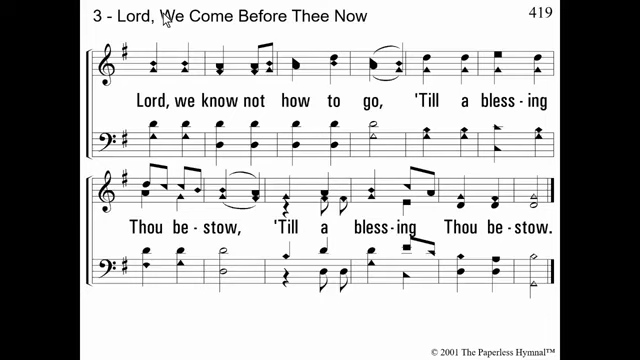 3 - Lord, We Come Before Thee Now
419
Lord, we know not how to go, 'Till a bless - ing
Thou be - stow, 'Till a bless - ing Thou be - stow.
© 2001 The Paperless Hymnal™